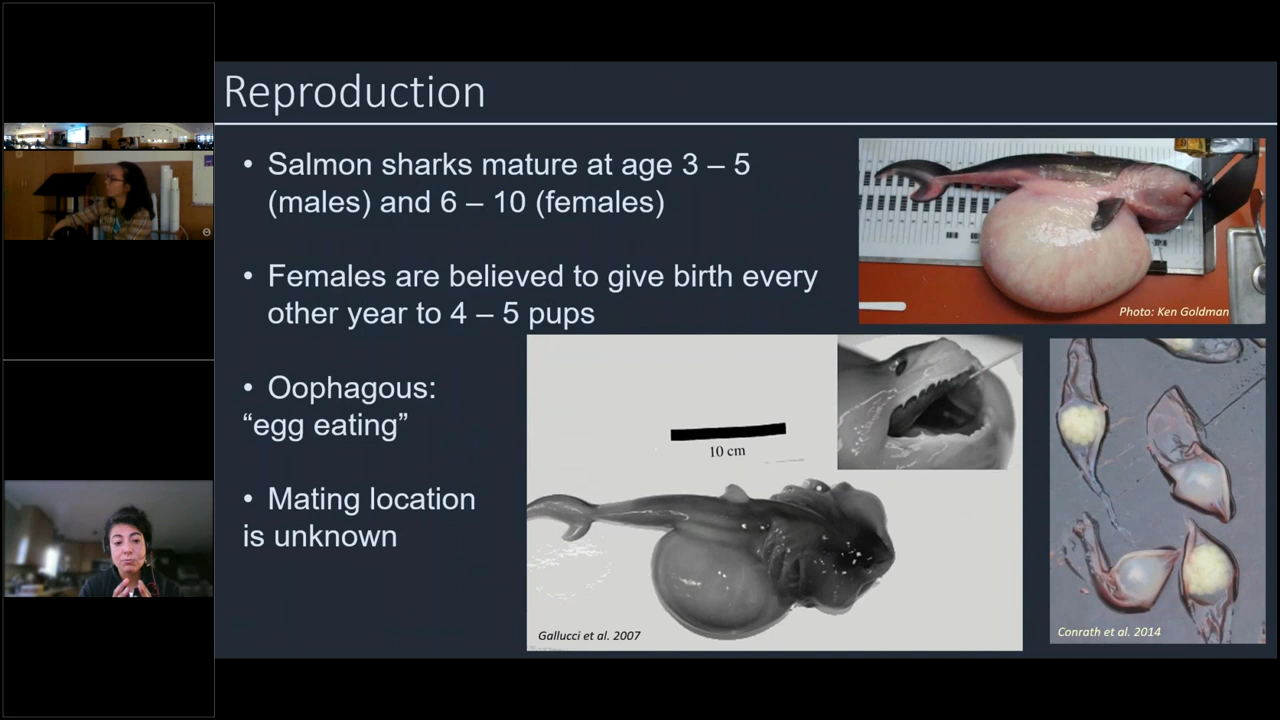 Reproduction
• Salmon sharks mature at age 3 – 5
(males) and 6 – 10 (females)
• Females are believed to give birth every
other year to 4 – 5 pups
• Oophagous:
“egg eating”
• Mating location
is unknown
Photo: Ken Goldman
10 cm
Gallucci et al. 2007
Conrath et al. 2014